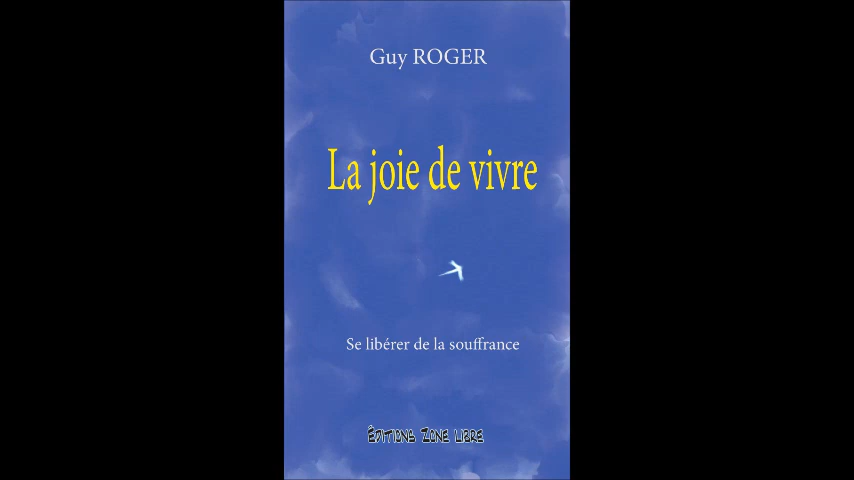 Guy ROGER
La joie de vivre
Se libérer de la souffrance
ÉDITIONS ZONE LIBRE